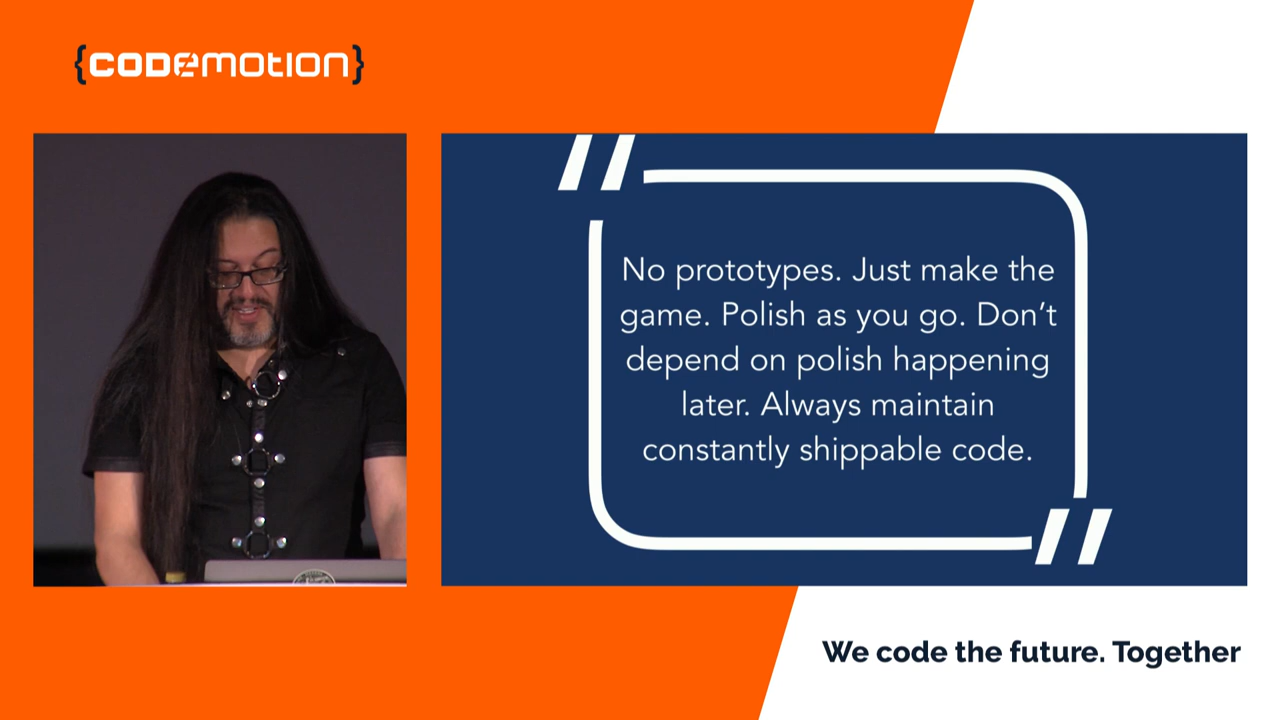 {CODEMOTION}
No prototypes. Just make the
game. Polish as you go. Don't
depend on polish happening
later. Always maintain
constantly shippable code.
We code the future. Together